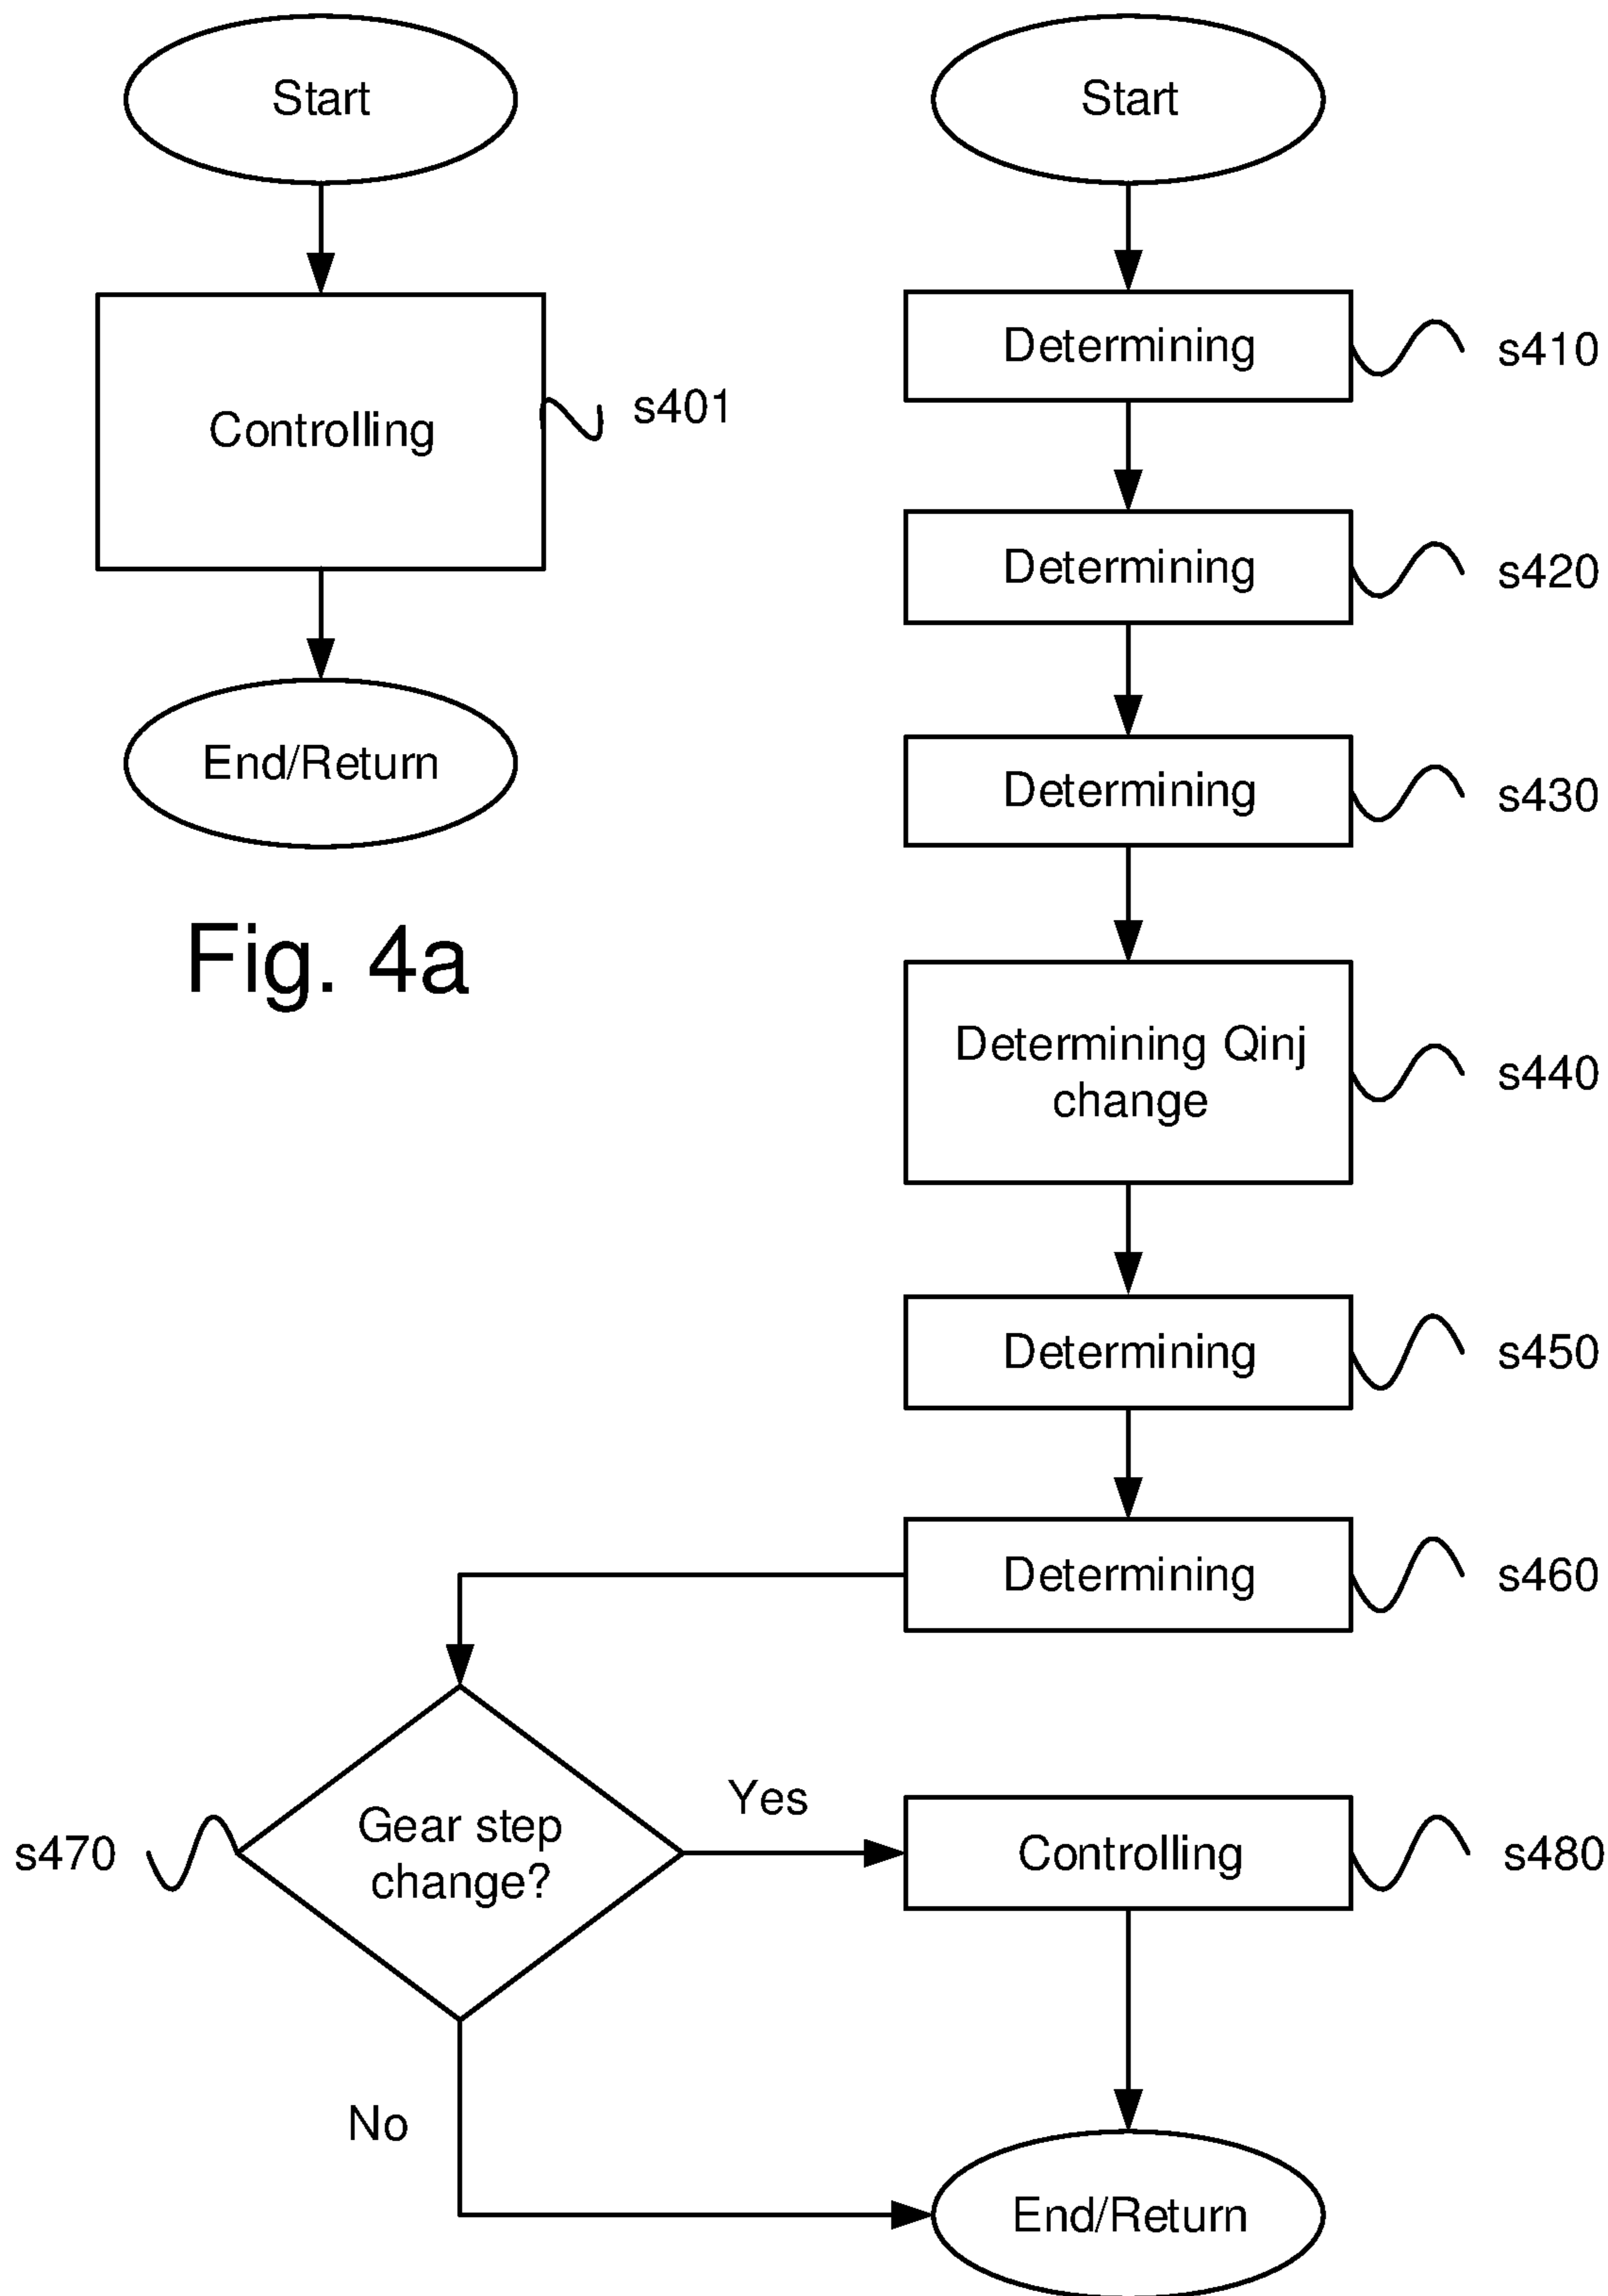 Start
Controlling
s401
End/Return
Fig. 4a
Start
Determining
s410
Determining
s420
Determining
s430
Determining Qinj
change
s440
Determining
s450
Determining
s460
Gear step
change?
s470
Yes
No
Controlling
s480
End/Return